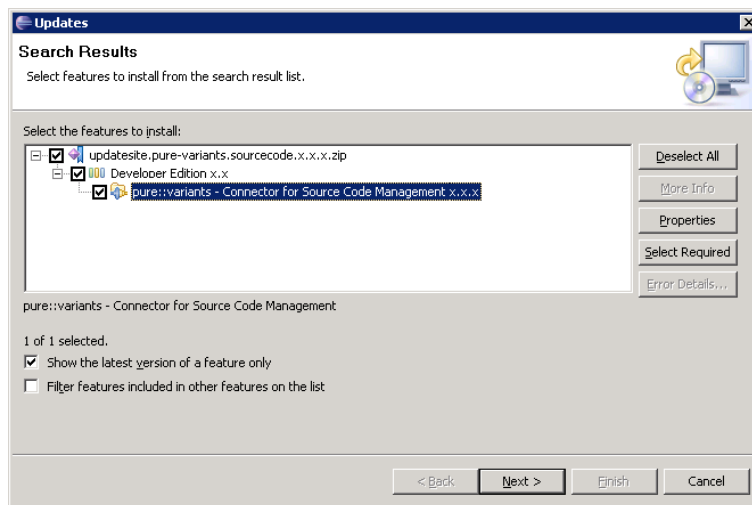 Updates
Search Results
Select features to install from the search result list.
Select the features to install:
updatesite.pure-variants.sourcecode.x.x.x.zip
Developer Edition x.x
pure::variants - Connector for Source Code Management x.x.x
Deselect All
More Info
Properties
Select Required
Error Details...
pure::variants - Connector for Source Code Management
1 of 1 selected.
Show the latest version of a feature only
Filter features included in other features on the list
< Back
Next >
Finish
Cancel